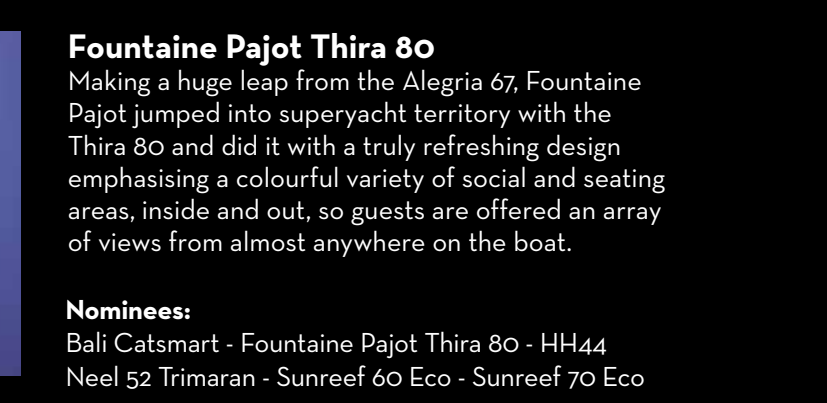 Fountaine Pajot Thira 80
Making a huge leap from the Alegria 67, Fountaine
Pajot jumped into superyacht territory with the
Thira 80 and did it with a truly refreshing design
emphasising a colourful variety of social and seating
areas, inside and out, so guests are offered an array
of views from almost anywhere on the boat.
Nominees:
Bali Catsmart - Fountaine Pajot Thira 80 - HH44
Neel 52 Trimaran - Sunreef 60 Eco - Sunreef 70 Eco